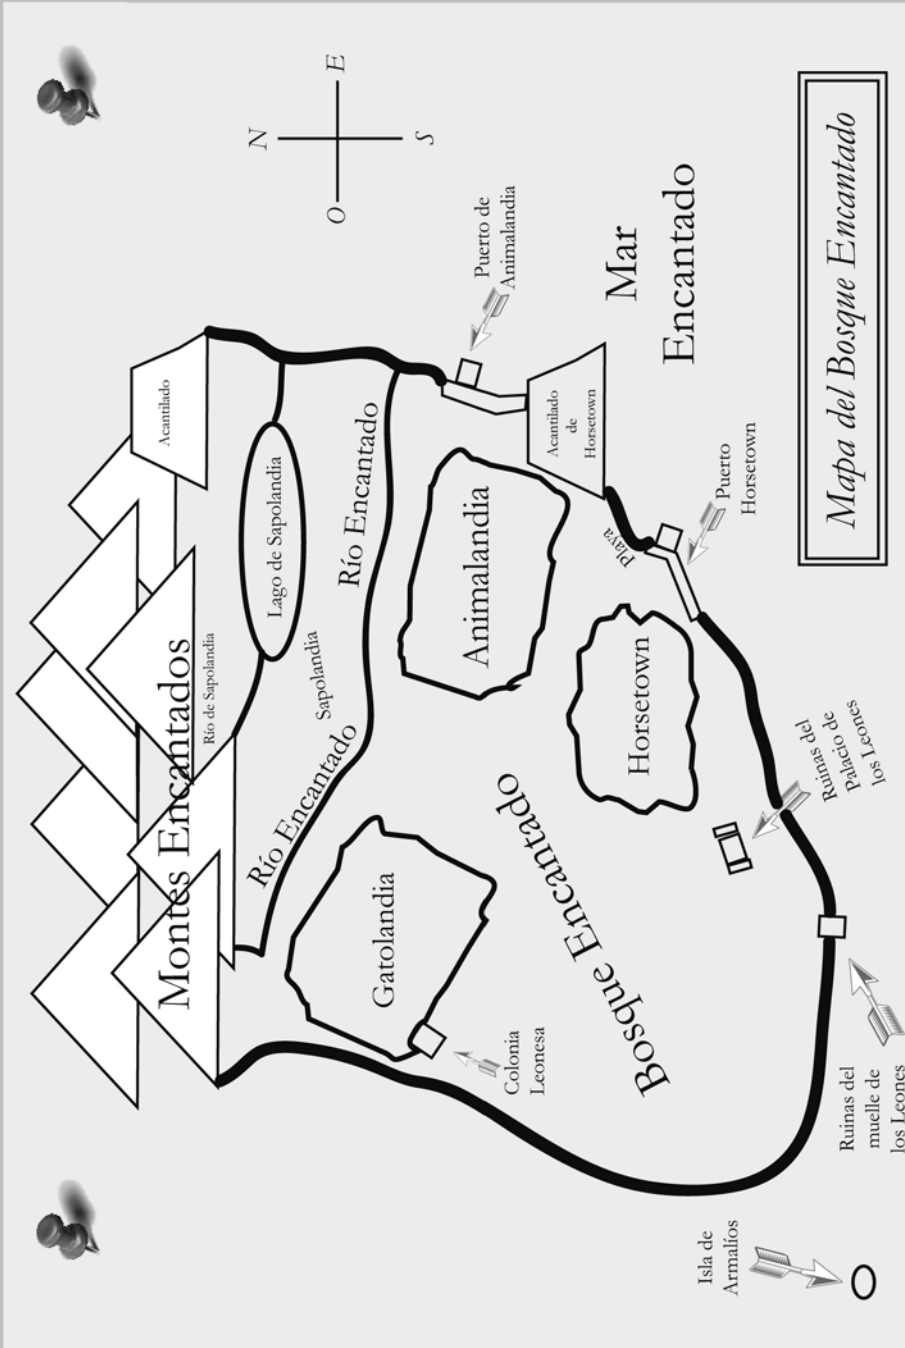 N
O
E
S
Acantilado
Montes Encantados
Río de Sapolandia
Lago de Sapolandia
Río Encantado
Sapolandia
Río Encantado
Puerto de
Animalandia
Acantilado
de
Horsetown
Mar
Encantado
Animalandia
Gatolandia
Colonia
Leonesa
Playa
Puerto
Horsetown
Horsetown
Bosque Encantado
Ruinas del
Palacio de
los Leones
Ruinas del
muelle de
los Leones
Isla de
Armalíos
Mapa del Bosque Encantado